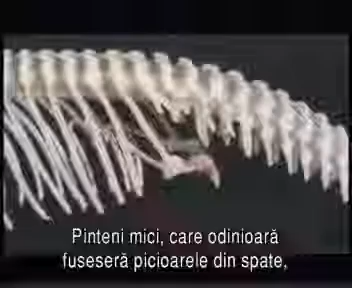 Pinteni mici, care odinioară
fuseseră picioarele din spate,